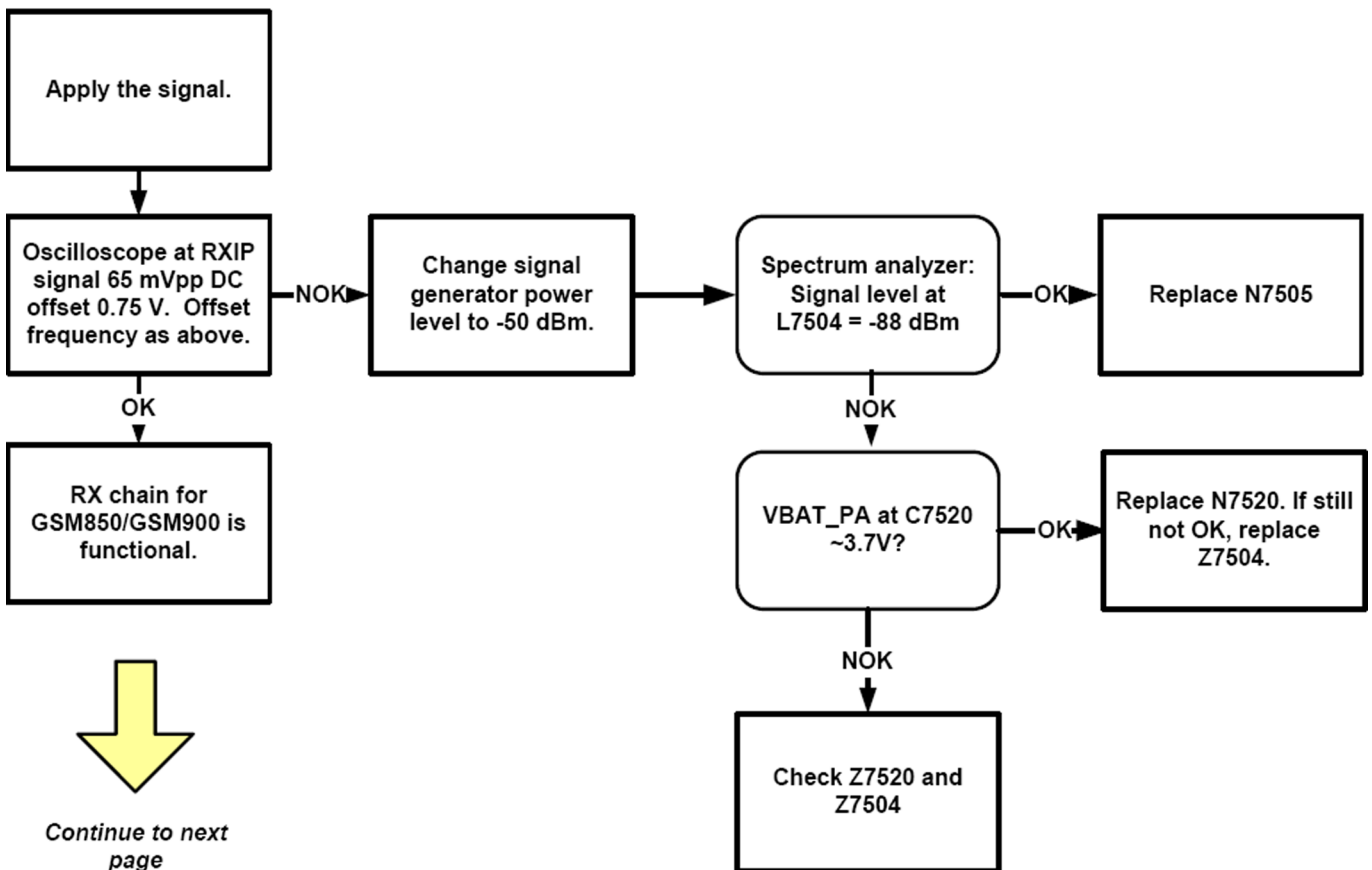 Apply the signal.
Oscilloscope at RXIP
signal 65 mVpp DC
offset 0.75 V.  Offset
frequency as above.
NOK
Change signal
generator power
level to -50 dBm.
Spectrum analyzer:
Signal level at
L7504 = -88 dBm
OK
Replace N7505
OK
NOK
RX chain for
GSM850/GSM900 is
functional.
VBAT_PA at C7520
~3.7V?
OK
Replace N7520. If still
not OK, replace
Z7504.
NOK
Check Z7520 and
Z7504
Continue to next
page